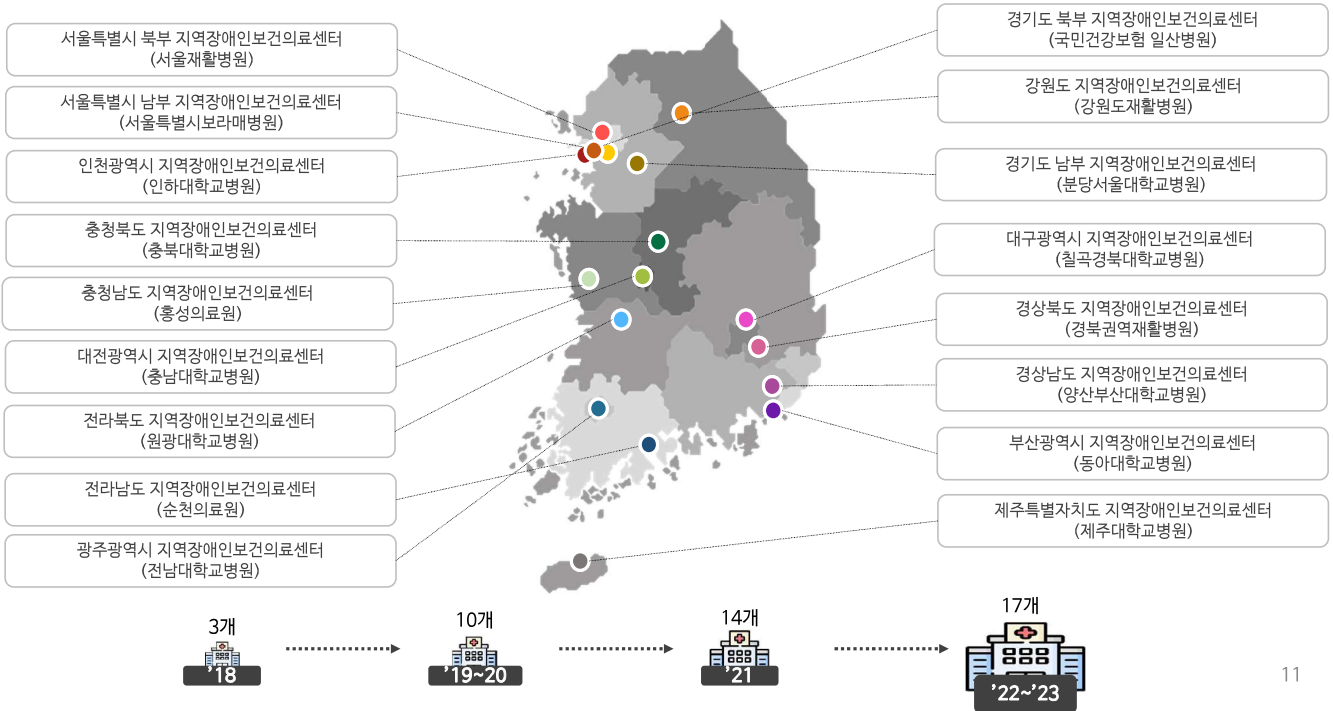 서울특별시 북부 지역장애인보건의료센터
(서울재활병원)
서울특별시 남부 지역장애인보건의료센터
(서울특별시보라매병원)
인천광역시 지역장애인보건의료센터
(인하대학교병원)
충청북도 지역장애인보건의료센터
(충북대학교병원)
충청남도 지역장애인보건의료센터
(홍성의료원)
대전광역시 지역장애인보건의료센터
(충남대학교병원)
전라북도 지역장애인보건의료센터
(원광대학교병원)
전라남도 지역장애인보건의료센터
(순천의료원)
광주광역시 지역장애인보건의료센터
(전남대학교병원)
경기도 북부 지역장애인보건의료센터
(국민건강보험 일산병원)
강원도 지역장애인보건의료센터
(강원도재활병원)
경기도 남부 지역장애인보건의료센터
(분당서울대학교병원)
대구광역시 지역장애인보건의료센터
(칠곡경북대학교병원)
경상북도 지역장애인보건의료센터
(경북권역재활병원)
경상남도 지역장애인보건의료센터
(양산부산대학교병원)
부산광역시 지역장애인보건의료센터
(동아대학교병원)
제주특별자치도 지역장애인보건의료센터
(제주대학교병원)
3개
’18
10개
’19~20
14개
’21
17개
’22~’23
11